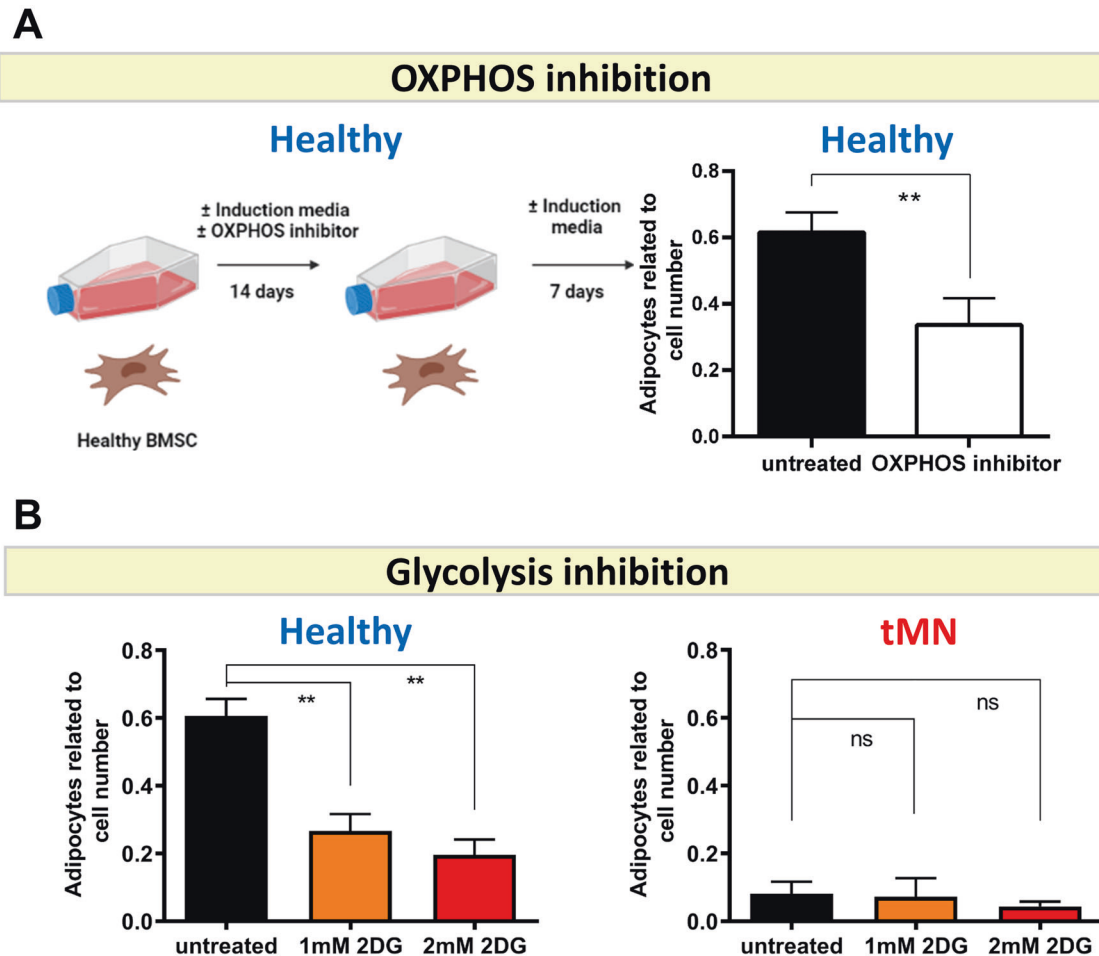 A
OXPHOS inhibition
Healthy
Healthy
± Induction media
± OXPHOS inhibitor
14 days
± Induction
media
7 days
Healthy BMSC
Adipocytes related to
cell number
0.8
0.6
0.4
0.2
0.0
**
untreated OXPHOS inhibitor
B
Glycolysis inhibition
Healthy
Adipocytes related to
cell number
0.8
0.6
0.4
0.2
0.0
**
**
untreated 1mM 2DG 2mM 2DG
tMN
Adipocytes related to
cell number
0.8
0.6
0.4
0.2
0.0
ns
ns
untreated 1mM 2DG 2mM 2DG